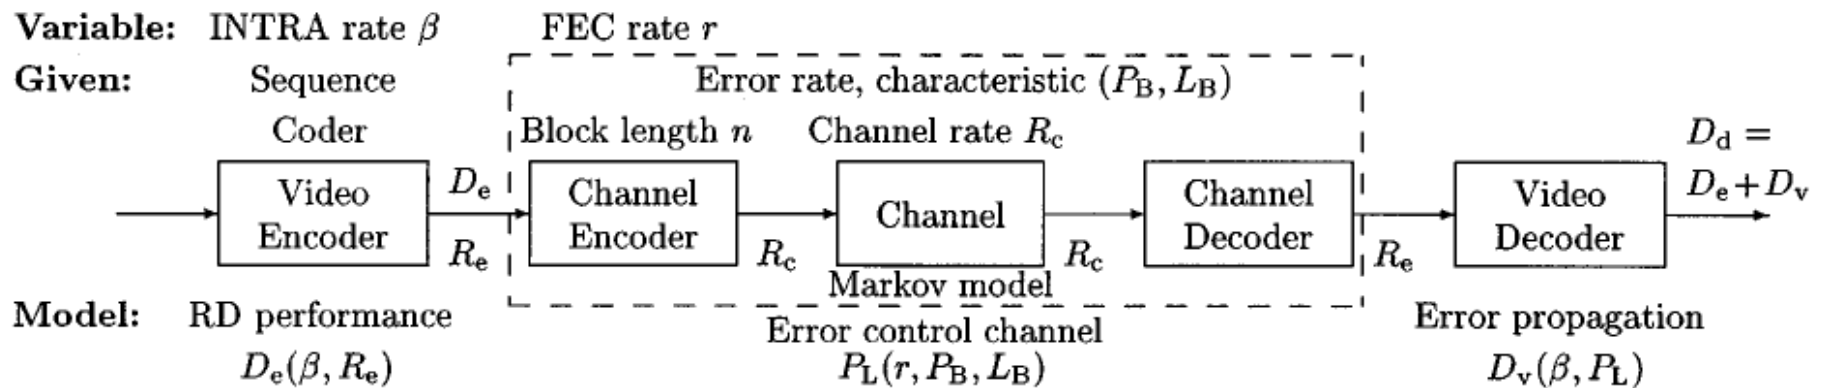 Variable: INTRA rate β FEC rate r
Given: Sequence Error rate, characteristic (P_B, L_B)
Coder Block length n Channel rate R_c D_d =
Video Encoder D_e Channel Encoder Channel Channel Decoder Video Decoder D_e + D_v
R_e R_c R_c R_e
Markov model
Model: RD performance Error control channel Error propagation
D_e(β, R_e) P_L(r, P_B, L_B) D_v(β, P_L)